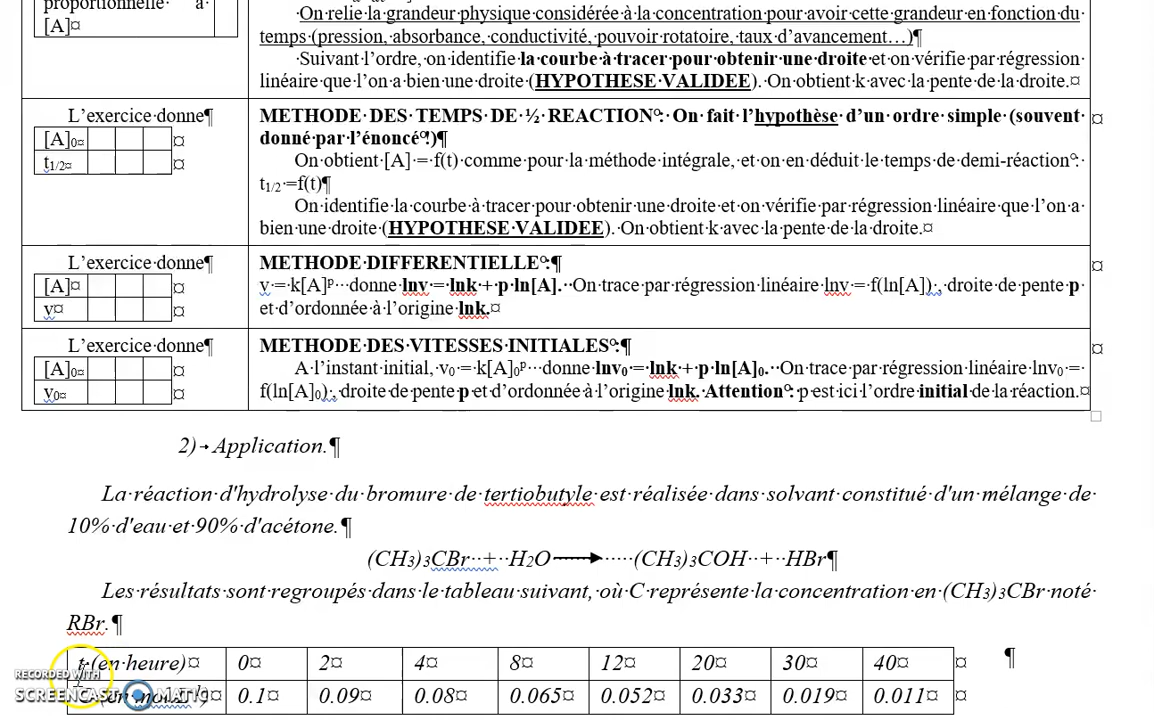 proportionnelle à
[A]¤
·On·relie·la·grandeur·physique·considérée·à·la·concentration·pour·avoir·cette·grandeur·en·fonction·du·
temps·(pression,·absorbance,·conductivité,·pouvoir·rotatoire,·taux·d'avancement…)¶
·Suivant·l'ordre,·on·identifie·la·courbe·à·tracer·pour·obtenir·une·droite·et·on·vérifie·par·régression·
linéaire·que·l'on·a·bien·une·droite·(HYPOTHESE·VALIDEE).·On·obtient·k·avec·la·pente·de·la·droite.¤
L'exercice·donne¶
[A]₀¤ ¤
t1/2¤ ¤
METHODE·DES·TEMPS·DE·½·REACTION°:·On·fait·l'hypothèse·d'un·ordre·simple·(souvent· ¤
donné·par·l'énoncé°!)¶
On·obtient·[A]·=·f(t)·comme·pour·la·méthode·intégrale,·et·on·en·déduit·le·temps·de·demi-réaction°:·
t1/2·=f(t)¶
On·identifie·la·courbe·à·tracer·pour·obtenir·une·droite·et·on·vérifie·par·régression·linéaire·que·l'on·a·
bien·une·droite·(HYPOTHESE·VALIDEE).·On·obtient·k·avec·la·pente·de·la·droite.¤
L'exercice·donne¶
[A]¤ ¤
v¤ ¤
METHODE·DIFFERENTIELLE°:¶ ¤
v·=·k[A]ᵖ···donne·lnv·=·lnk·+·p·ln[A].··On·trace·par·régression·linéaire·lnv·=·f(ln[A])·,·droite·de·pente·p·
et·d'ordonnée·à·l'origine·lnk.¤
L'exercice·donne¶
[A]₀¤ ¤
v₀¤ ¤
METHODE·DES·VITESSES·INITIALES°:¶ ¤
A·l'instant·initial,·v₀·=·k[A]₀ᵖ···donne·lnv₀·=·lnk·+·p·ln[A]₀.··On·trace·par·régression·linéaire·lnv₀·=·
f(ln[A]₀)·,·droite·de·pente·p·et·d'ordonnée·à·l'origine·lnk.·Attention°:·p·est·ici·l'ordre·initial·de·la·réaction.¤
2)→Application.¶
La·réaction·d'hydrolyse·du·bromure·de·tertiobutyle·est·réalisée·dans·solvant·constitué·d'un·mélange·de·
10%·d'eau·et·90%·d'acétone.¶
(CH₃)₃CBr··+··H₂O⟶·····(CH₃)₃COH··+··HBr¶
Les·résultats·sont·regroupés·dans·le·tableau·suivant,·où·C·représente·la·concentration·en·(CH₃)₃CBr·noté·
RBr.¶
t·(en·heure)¤ 0¤ 2¤ 4¤ 8¤ 12¤ 20¤ 30¤ 40¤ ¤ ¶
0.1¤ 0.09¤ 0.08¤ 0.065¤ 0.052¤ 0.033¤ 0.019¤ 0.011¤ ¤
RECORDED WITH
SCREENCAST MATIC